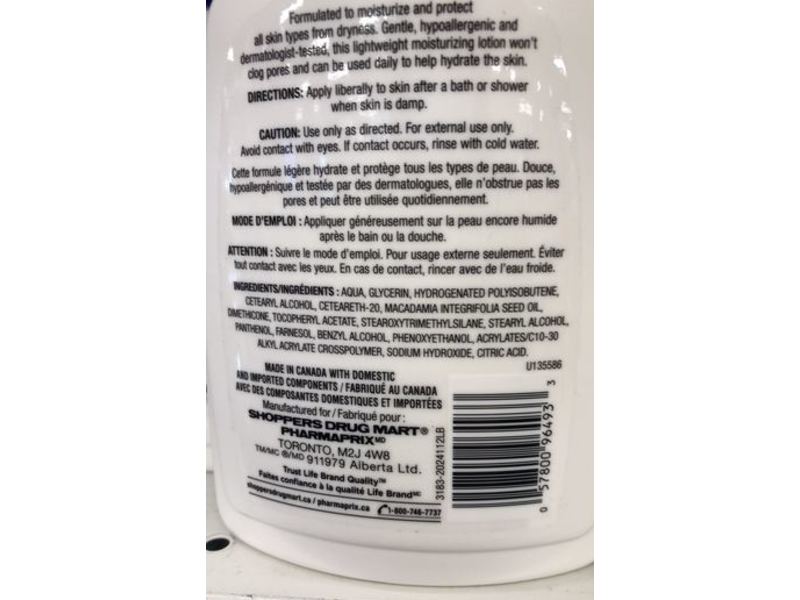 Formulated to moisturize and protect
all skin types from dryness. Gentle, hypoallergenic and
dermatologist-tested, this lightweight moisturizing lotion won't
clog pores and can be used daily to help hydrate the skin.
DIRECTIONS: Apply liberally to skin after a bath or shower
when skin is damp.
CAUTION: Use only as directed. For external use only.
Avoid contact with eyes. If contact occurs, rinse with cold water.
Cette formule légère hydrate et protège tous les types de peau. Douce,
hypoallergénique et testée par des dermatologues, elle n'obstrue pas les
pores et peut être utilisée quotidiennement.
MODE D'EMPLOI : Appliquer généreusement sur la peau encore humide
après le bain ou la douche.
ATTENTION : Suivre le mode d'emploi. Pour usage externe seulement. Éviter
tout contact avec les yeux. En cas de contact, rincer avec de l'eau froide.
INGREDIENTS/INGRÉDIENTS : AQUA, GLYCERIN, HYDROGENATED POLYISOBUTENE,
CETEARYL ALCOHOL, CETEARETH-20, MACADAMIA INTEGRIFOLIA SEED OIL,
DIMETHICONE, TOCOPHERYL ACETATE, STEAROXYTRIMETHYLSILANE, STEARYL ALCOHOL,
PANTHENOL, FARNESOL, BENZYL ALCOHOL, PHENOXYETHANOL, ACRYLATES/C10-30
ALKYL ACRYLATE CROSSPOLYMER, SODIUM HYDROXIDE, CITRIC ACID.
U135586
MADE IN CANADA WITH DOMESTIC
AND IMPORTED COMPONENTS / FABRIQUÉ AU CANADA
AVEC DES COMPOSANTES DOMESTIQUES ET IMPORTÉES
Manufactured for / Fabriqué pour :
SHOPPERS DRUG MART®
PHARMAPRIX MD
TORONTO, M2J 4W8
TM/MC ®/MD 911979 Alberta Ltd.
Trust Life Brand Quality™
Faites confiance à la qualité Life Brand MC
shoppersdrugmart.ca / pharmaprix.ca 1-800-746-7737
3183-2024112LB
0 57800 96493 3